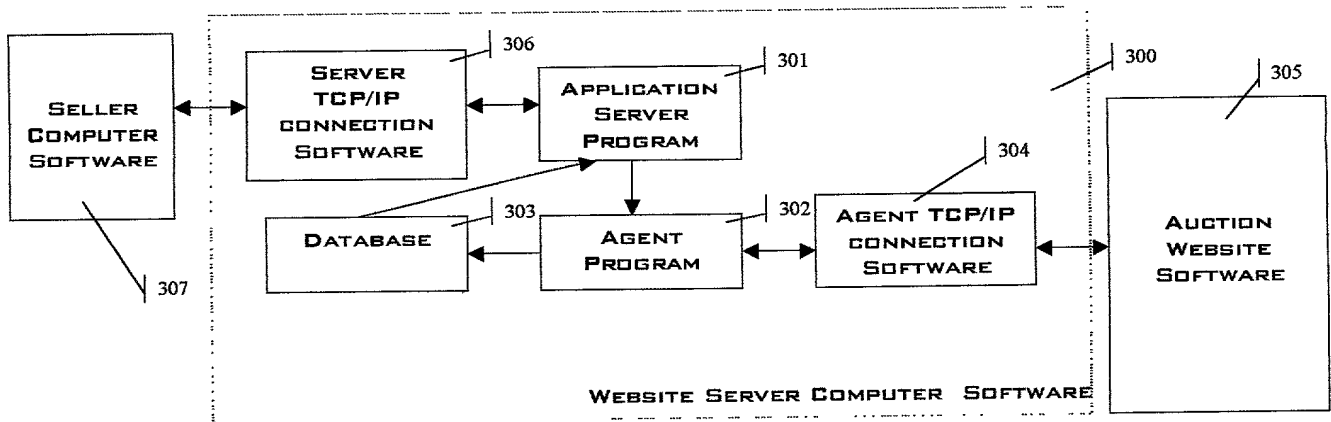 SELLER
COMPUTER
SOFTWARE
307
SERVER
TCP/IP
CONNECTION
SOFTWARE
306
APPLICATION
SERVER
PROGRAM
301
300
305
DATABASE
303
AGENT
PROGRAM
302
AGENT TCP/IP
CONNECTION
SOFTWARE
304
AUCTION
WEBSITE
SOFTWARE
WEBSITE SERVER COMPUTER SOFTWARE